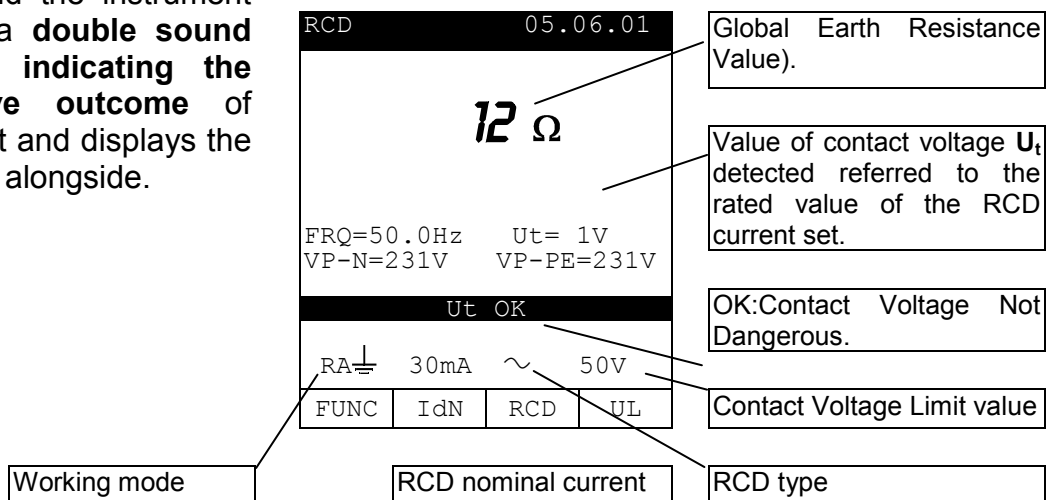 d the instrument
a double sound
indicating the
ve outcome of
t and displays the
alongside.
RCD 05.06.01
12 Ω
FRQ=50.0Hz Ut= 1V
VP-N=231V VP-PE=231V
Ut OK
RA 30mA ~ 50V
FUNC IdN RCD UL
Global Earth Resistance
Value).
Value of contact voltage Ut
detected referred to the
rated value of the RCD
current set.
OK:Contact Voltage Not
Dangerous.
Contact Voltage Limit value
Working mode
RCD nominal current
RCD type